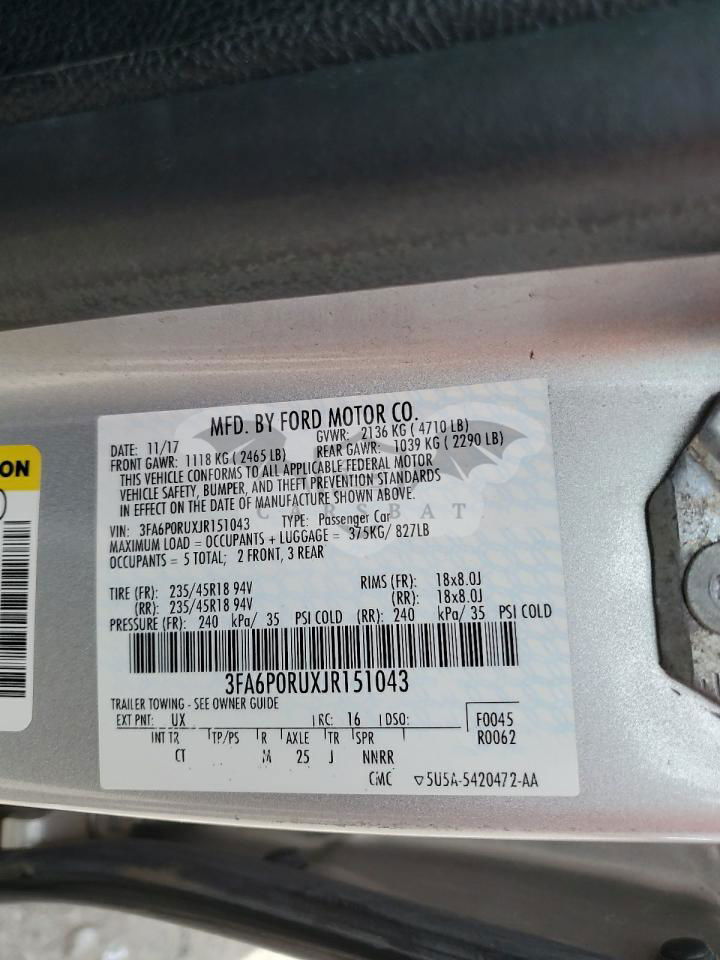 MFD. BY FORD MOTOR CO.
DATE: 11/17 GVWR: 2136 KG ( 4710 LB)
FRONT GAWR: 1118 KG ( 2465 LB) REAR GAWR: 1039 KG ( 2290 LB)
THIS VEHICLE CONFORMS TO ALL APPLICABLE FEDERAL MOTOR
VEHICLE SAFETY, BUMPER, AND THEFT PREVENTION STANDARDS
IN EFFECT ON THE DATE OF MANUFACTURE SHOWN ABOVE.
CARSBAT
VIN: 3FA6P0RUXJR151043 TYPE: Passenger Car
MAXIMUM LOAD = OCCUPANTS + LUGGAGE = 375KG/ 827LB
OCCUPANTS = 5 TOTAL; 2 FRONT, 3 REAR
TIRE (FR): 235/45R18 94V RIMS (FR): 18x8.0J
(RR): 235/45R18 94V (RR): 18x8.0J
PRESSURE (FR): 240 kPa/ 35 PSI COLD (RR): 240 kPa/ 35 PSI COLD
3FA6P0RUXJR151043
TRAILER TOWING - SEE OWNER GUIDE
EXT PNT: UX RC: 16 DSO: F0045
INT TR TP/PS R AXLE TR SPR R0062
CT M 25 J NNRR
CMC ▽5U5A-5420472-AA
ON